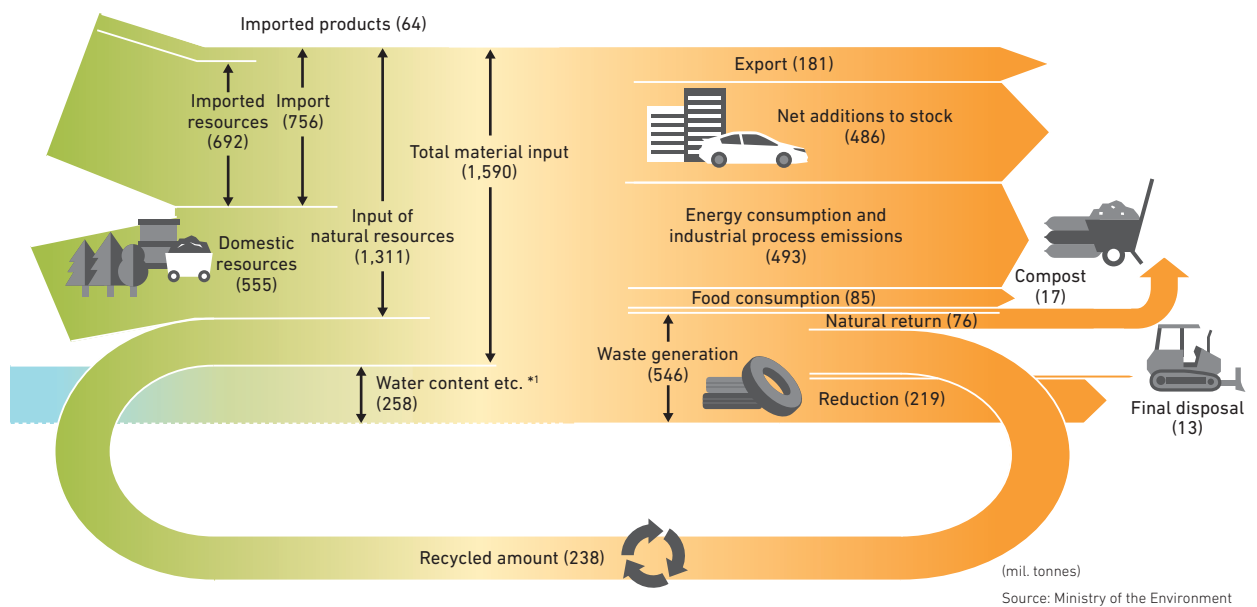 Imported products (64)
Imported
resources
(692)
Import
(756)
Total material input
(1,590)
Input of
natural resources
(1,311)
Domestic
resources
(555)
Water content etc. *1
(258)
Export (181)
Net additions to stock
(486)
Energy consumption and
industrial process emissions
(493)
Food consumption (85)
Compost
(17)
Natural return (76)
Waste generation
(546)
Reduction (219)
Final disposal
(13)
Recycled amount (238)
(mil. tonnes)
Source: Ministry of the Environment